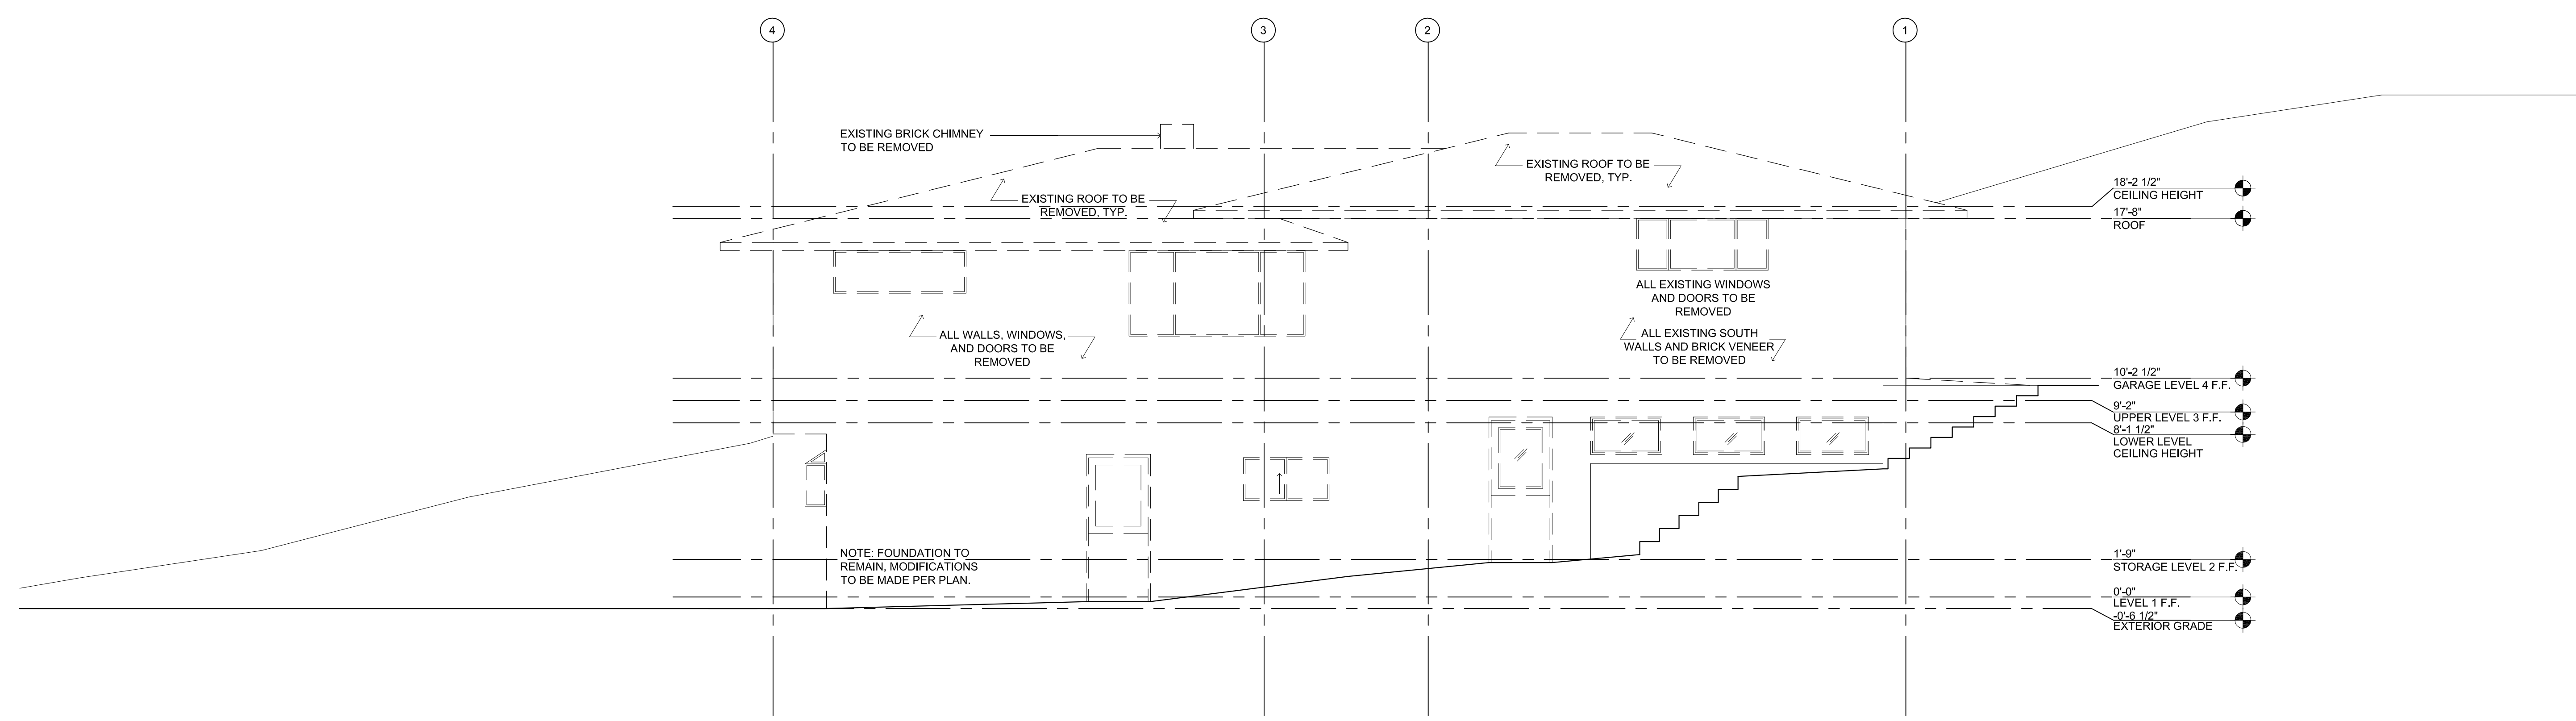 4
3
2
1
EXISTING BRICK CHIMNEY
TO BE REMOVED
EXISTING ROOF TO BE
REMOVED, TYP.
EXISTING ROOF TO BE
REMOVED, TYP.
18'-2 1/2"
CEILING HEIGHT
17'-8"
ROOF
ALL EXISTING WINDOWS
AND DOORS TO BE
REMOVED
ALL WALLS, WINDOWS,
AND DOORS TO BE
REMOVED
ALL EXISTING SOUTH
WALLS AND BRICK VENEER
TO BE REMOVED
10'-2 1/2"
GARAGE LEVEL 4 F.F.
9'-2"
UPPER LEVEL 3 F.F.
8'-1 1/2"
LOWER LEVEL
CEILING HEIGHT
NOTE: FOUNDATION TO
REMAIN, MODIFICATIONS
TO BE MADE PER PLAN.
1'-9"
STORAGE LEVEL 2 F.F.
0'-0"
LEVEL 1 F.F.
-0'-6 1/2"
EXTERIOR GRADE